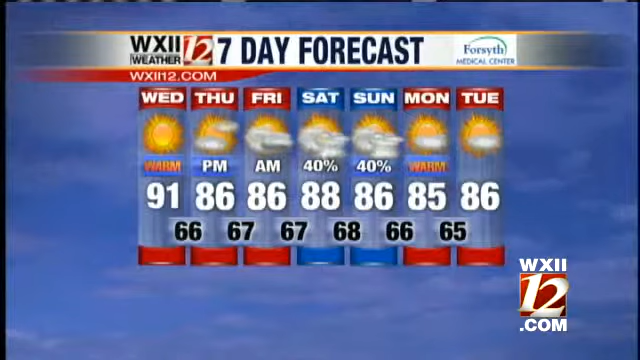 WXII 12 7 DAY FORECAST Forsyth
WEATHER MEDICAL CENTER
WXII12.COM
WED THU FRI SAT SUN MON TUE
WARM PM AM 40% 40% WARM
91 86 86 88 86 85 86
66 67 67 68 66 65
WXII
12
.COM